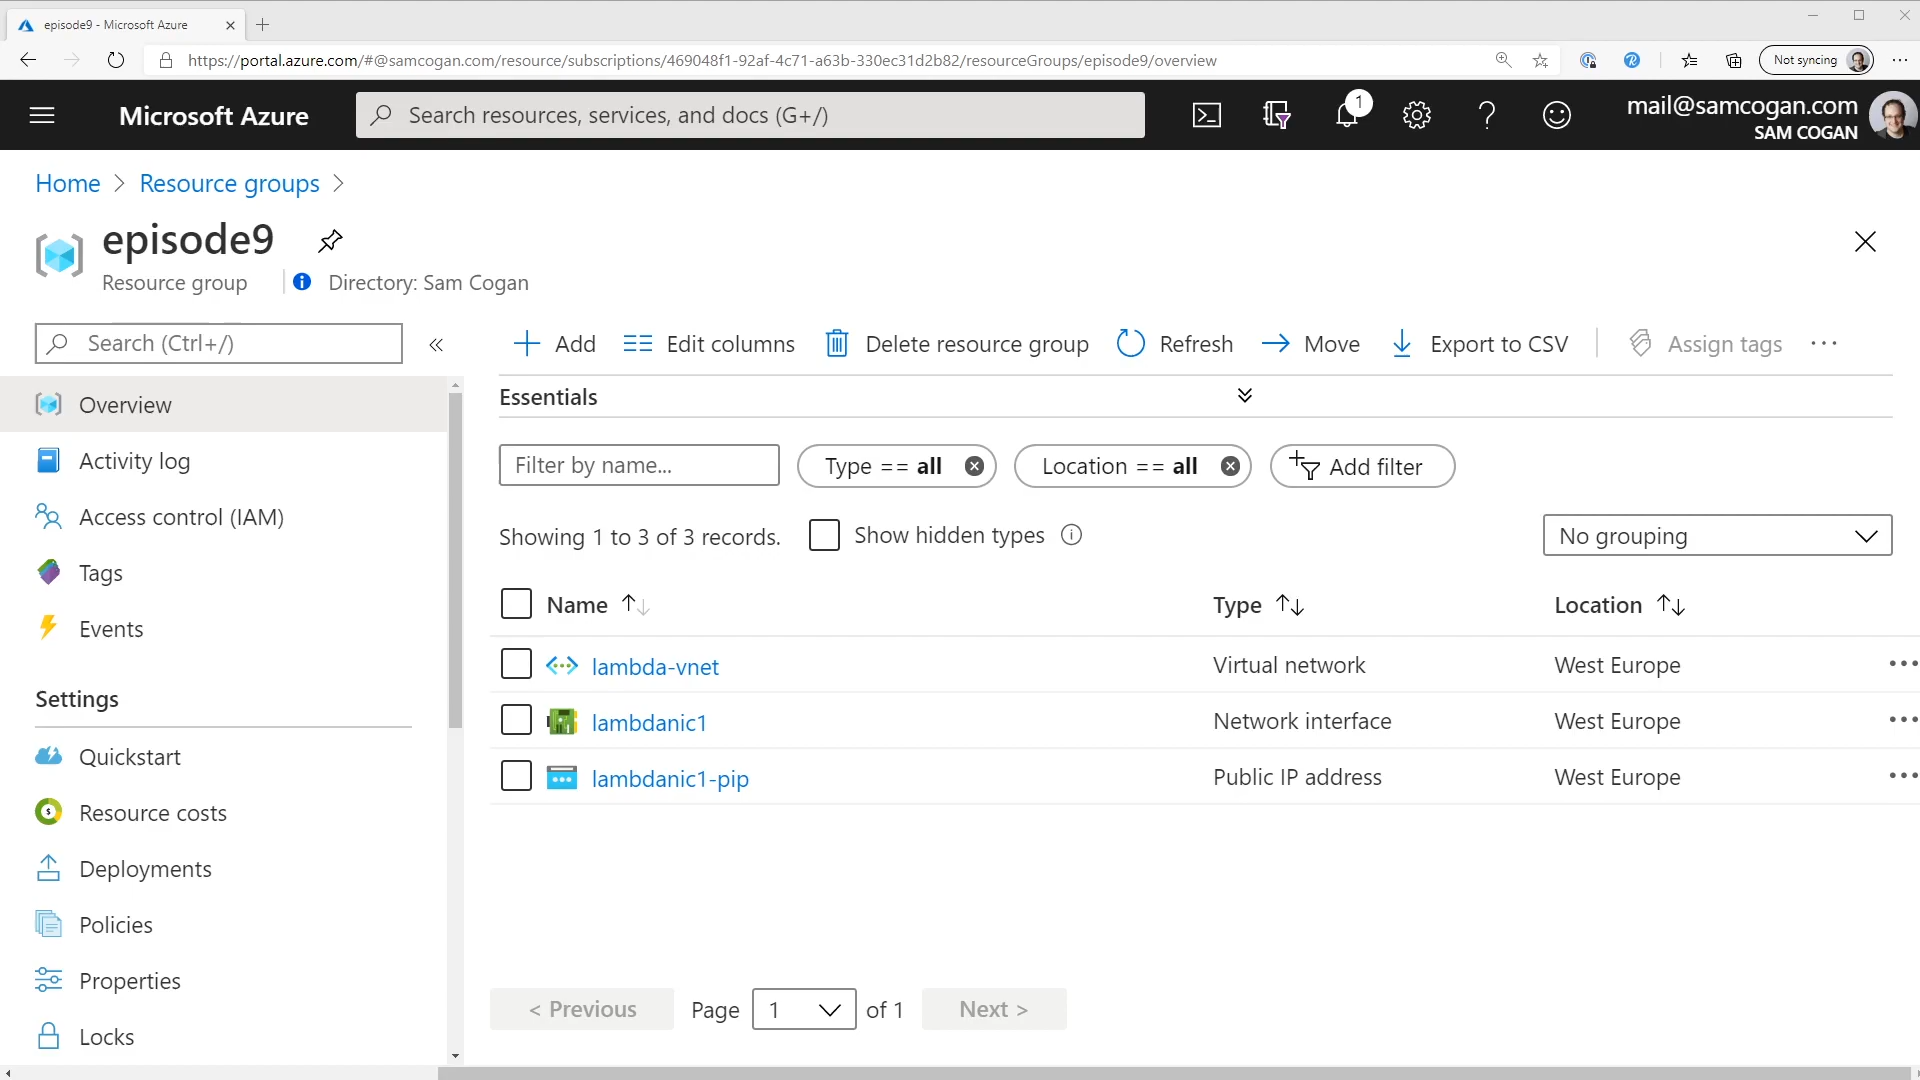 episode9 - Microsoft Azure
https://portal.azure.com/#@samcogan.com/resource/subscriptions/469048f1-92af-4c71-a63b-330ec31d2b82/resourceGroups/episode9/overview
Not syncing
Microsoft Azure
Search resources, services, and docs (G+/)
1
mail@samcogan.com
SAM COGAN
Home > Resource groups >
episode9
Resource group
Directory: Sam Cogan
Search (Ctrl+/)
«
Add
Edit columns
Delete resource group
Refresh
Move
Export to CSV
Assign tags
...
Overview
Activity log
Access control (IAM)
Tags
Events
Settings
Quickstart
Resource costs
Deployments
Policies
Properties
Locks
Essentials
Filter by name...
Type == all
Location == all
Add filter
Showing 1 to 3 of 3 records.
Show hidden types
No grouping
Name Type Location
lambda-vnet Virtual network West Europe
lambdanic1 Network interface West Europe
lambdanic1-pip Public IP address West Europe
< Previous Page 1 of 1 Next >